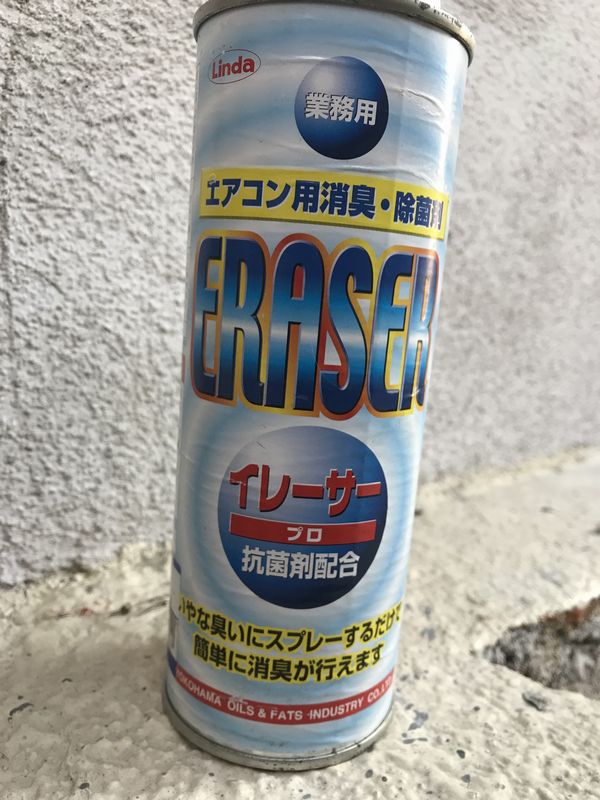 Linda
業務用
エアコン用消臭・除菌剤
ERASER
イレーサー
プロ
抗菌剤配合
いやな臭いにスプレーするだけで
簡単に消臭が行えます
YOKOHAMA OILS & FATS INDUSTRY CO.,LTD.